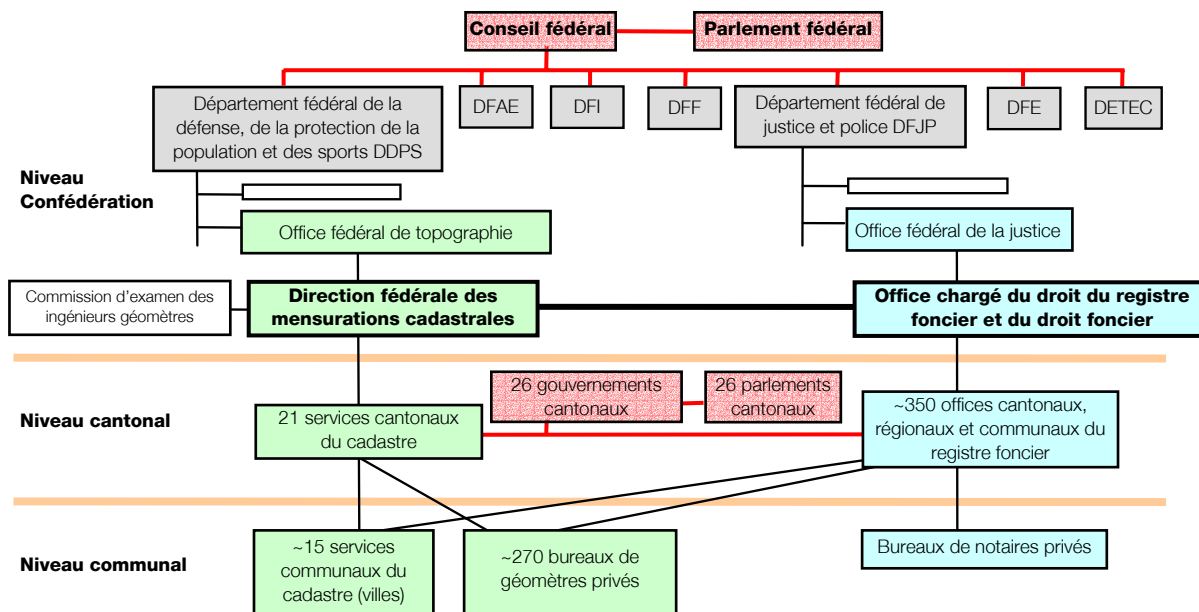 Conseil fédéral
Parlement fédéral
Département fédéral de la
défense, de la protection de la
population et des sports DDPS
DFAE
DFI
DFF
Département fédéral de
justice et police DFJP
DFE
DETEC
Niveau
Confédération
Office fédéral de topographie
Office fédéral de la justice
Commission d'examen des
ingénieurs géomètres
Direction fédérale des
mensurations cadastrales
Office chargé du droit du registre
foncier et du droit foncier
Niveau cantonal
21 services cantonaux
du cadastre
26 gouvernements
cantonaux
26 parlements
cantonaux
~350 offices cantonaux,
régionaux et communaux du
registre foncier
Niveau communal
~15 services
communaux du
cadastre (villes)
~270 bureaux de
géomètres privés
Bureaux de notaires privés